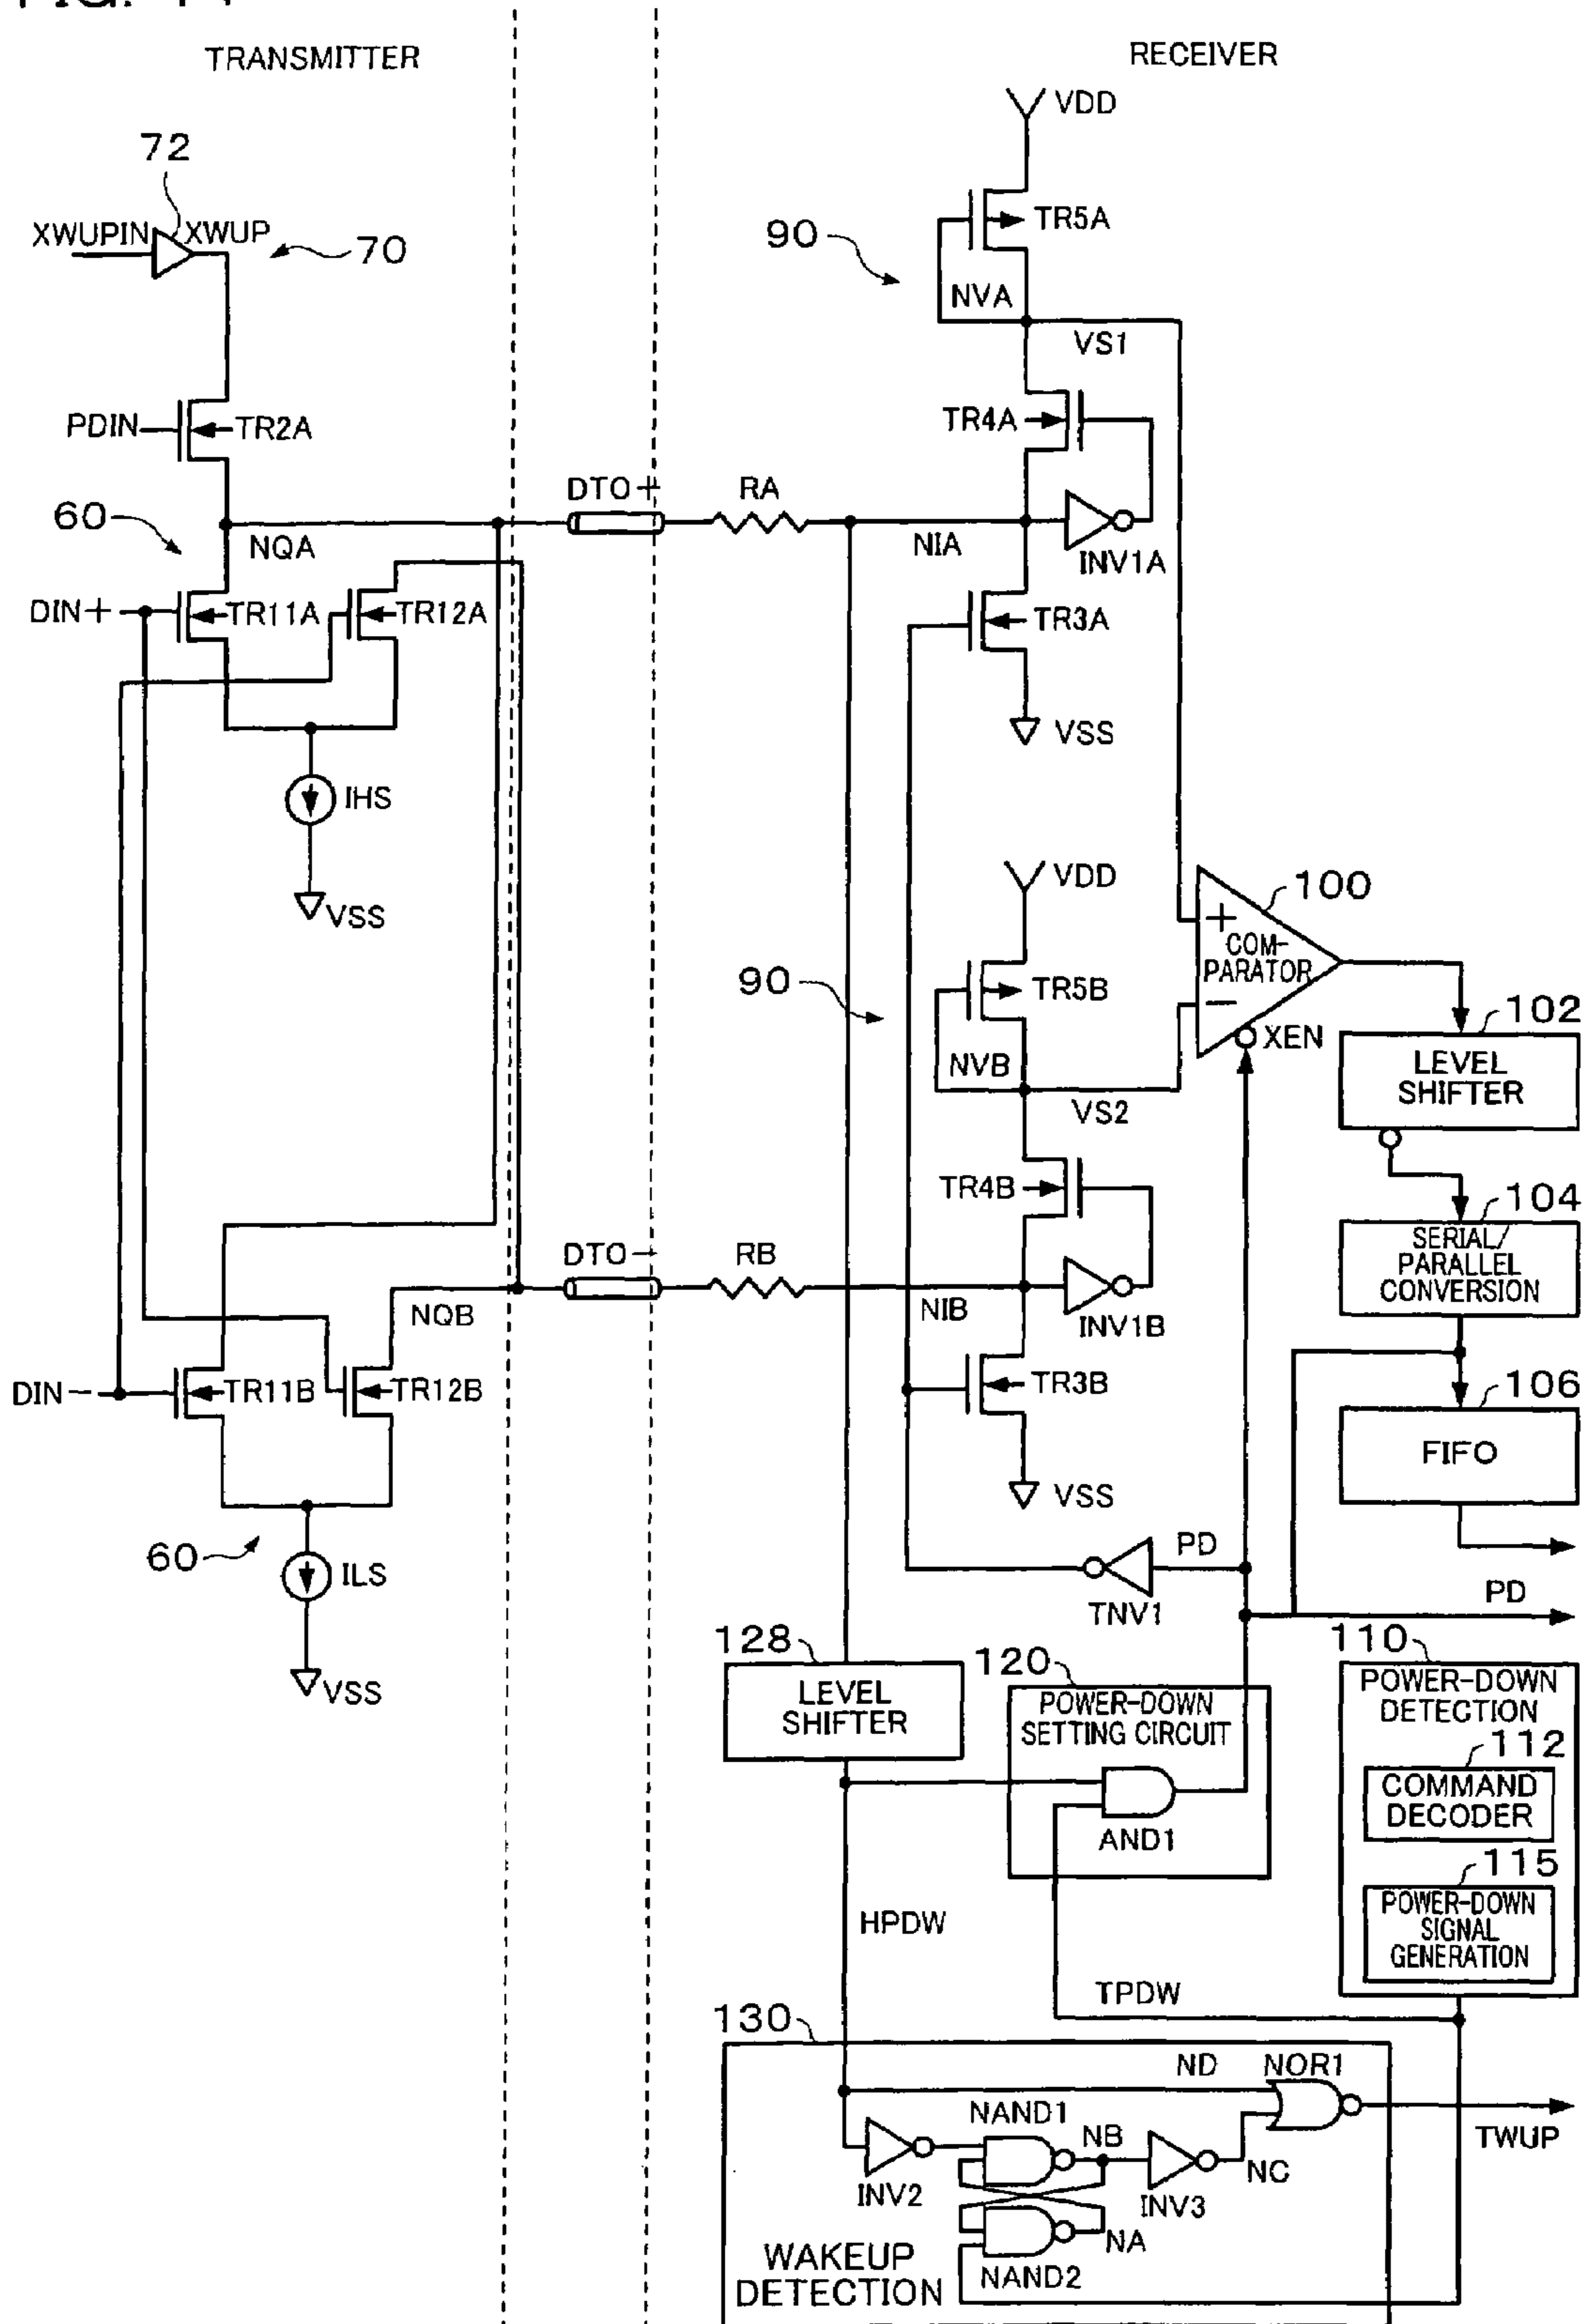 TRANSMITTER
RECEIVER
VDD
72
XWUPIN
XWUP
70
TR5A
90
NVA
VS1
PDIN
TR2A
TR4A
DTO+
RA
60
NQA
NIA
INV1A
DIN+
TR11A
TR12A
TR3A
VSS
IHS
VSS
VDD
100
+
COM-
PARATOR
−
90
TR5B
XEN
102
LEVEL
SHIFTER
NVB
VS2
TR4B
104
SERIAL/
PARALLEL
CONVERSION
DTO−
RB
NQB
NIB
INV1B
DIN−
TR11B
TR12B
TR3B
106
FIFO
VSS
60
ILS
PD
TNV1
PD
VSS
128
LEVEL
SHIFTER
120
POWER-DOWN
SETTING CIRCUIT
AND1
110
POWER-DOWN
DETECTION
112
COMMAND
DECODER
115
POWER-DOWN
SIGNAL
GENERATION
HPDW
TPDW
130
ND
NOR1
NAND1
NB
TWUP
INV2
INV3
NC
NA
NAND2
WAKEUP
DETECTION